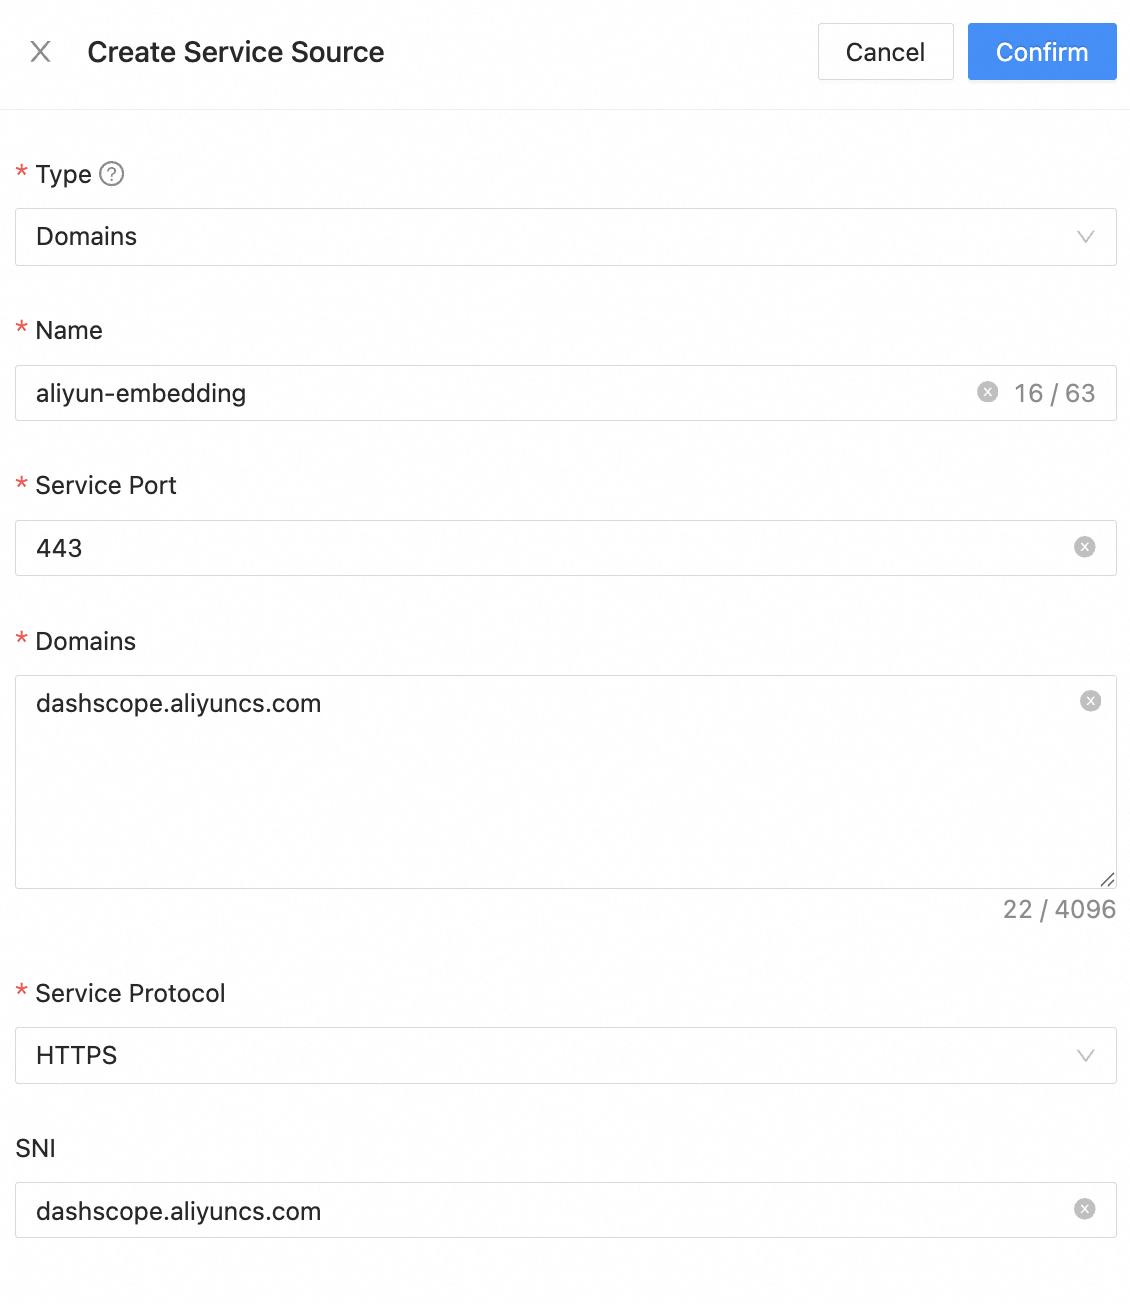 Create Service Source
Cancel
Confirm
* Type
Domains
* Name
aliyun-embedding
16 / 63
* Service Port
443
* Domains
dashscope.aliyuncs.com
22 / 4096
* Service Protocol
HTTPS
SNI
dashscope.aliyuncs.com